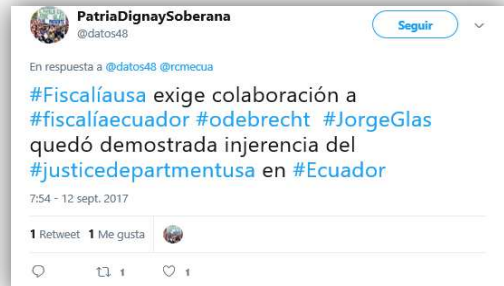 PatriaDignaySoberana
@datos48
Seguir
En respuesta a @datos48 @rcmecua
#Fiscalíausa exige colaboración a
#fiscalíaecuador #odebrecht #JorgeGlas
quedó demostrada injerencia del
#justicedepartmentusa en #Ecuador
7:54 - 12 sept. 2017
1 Retweet 1 Me gusta
1 1